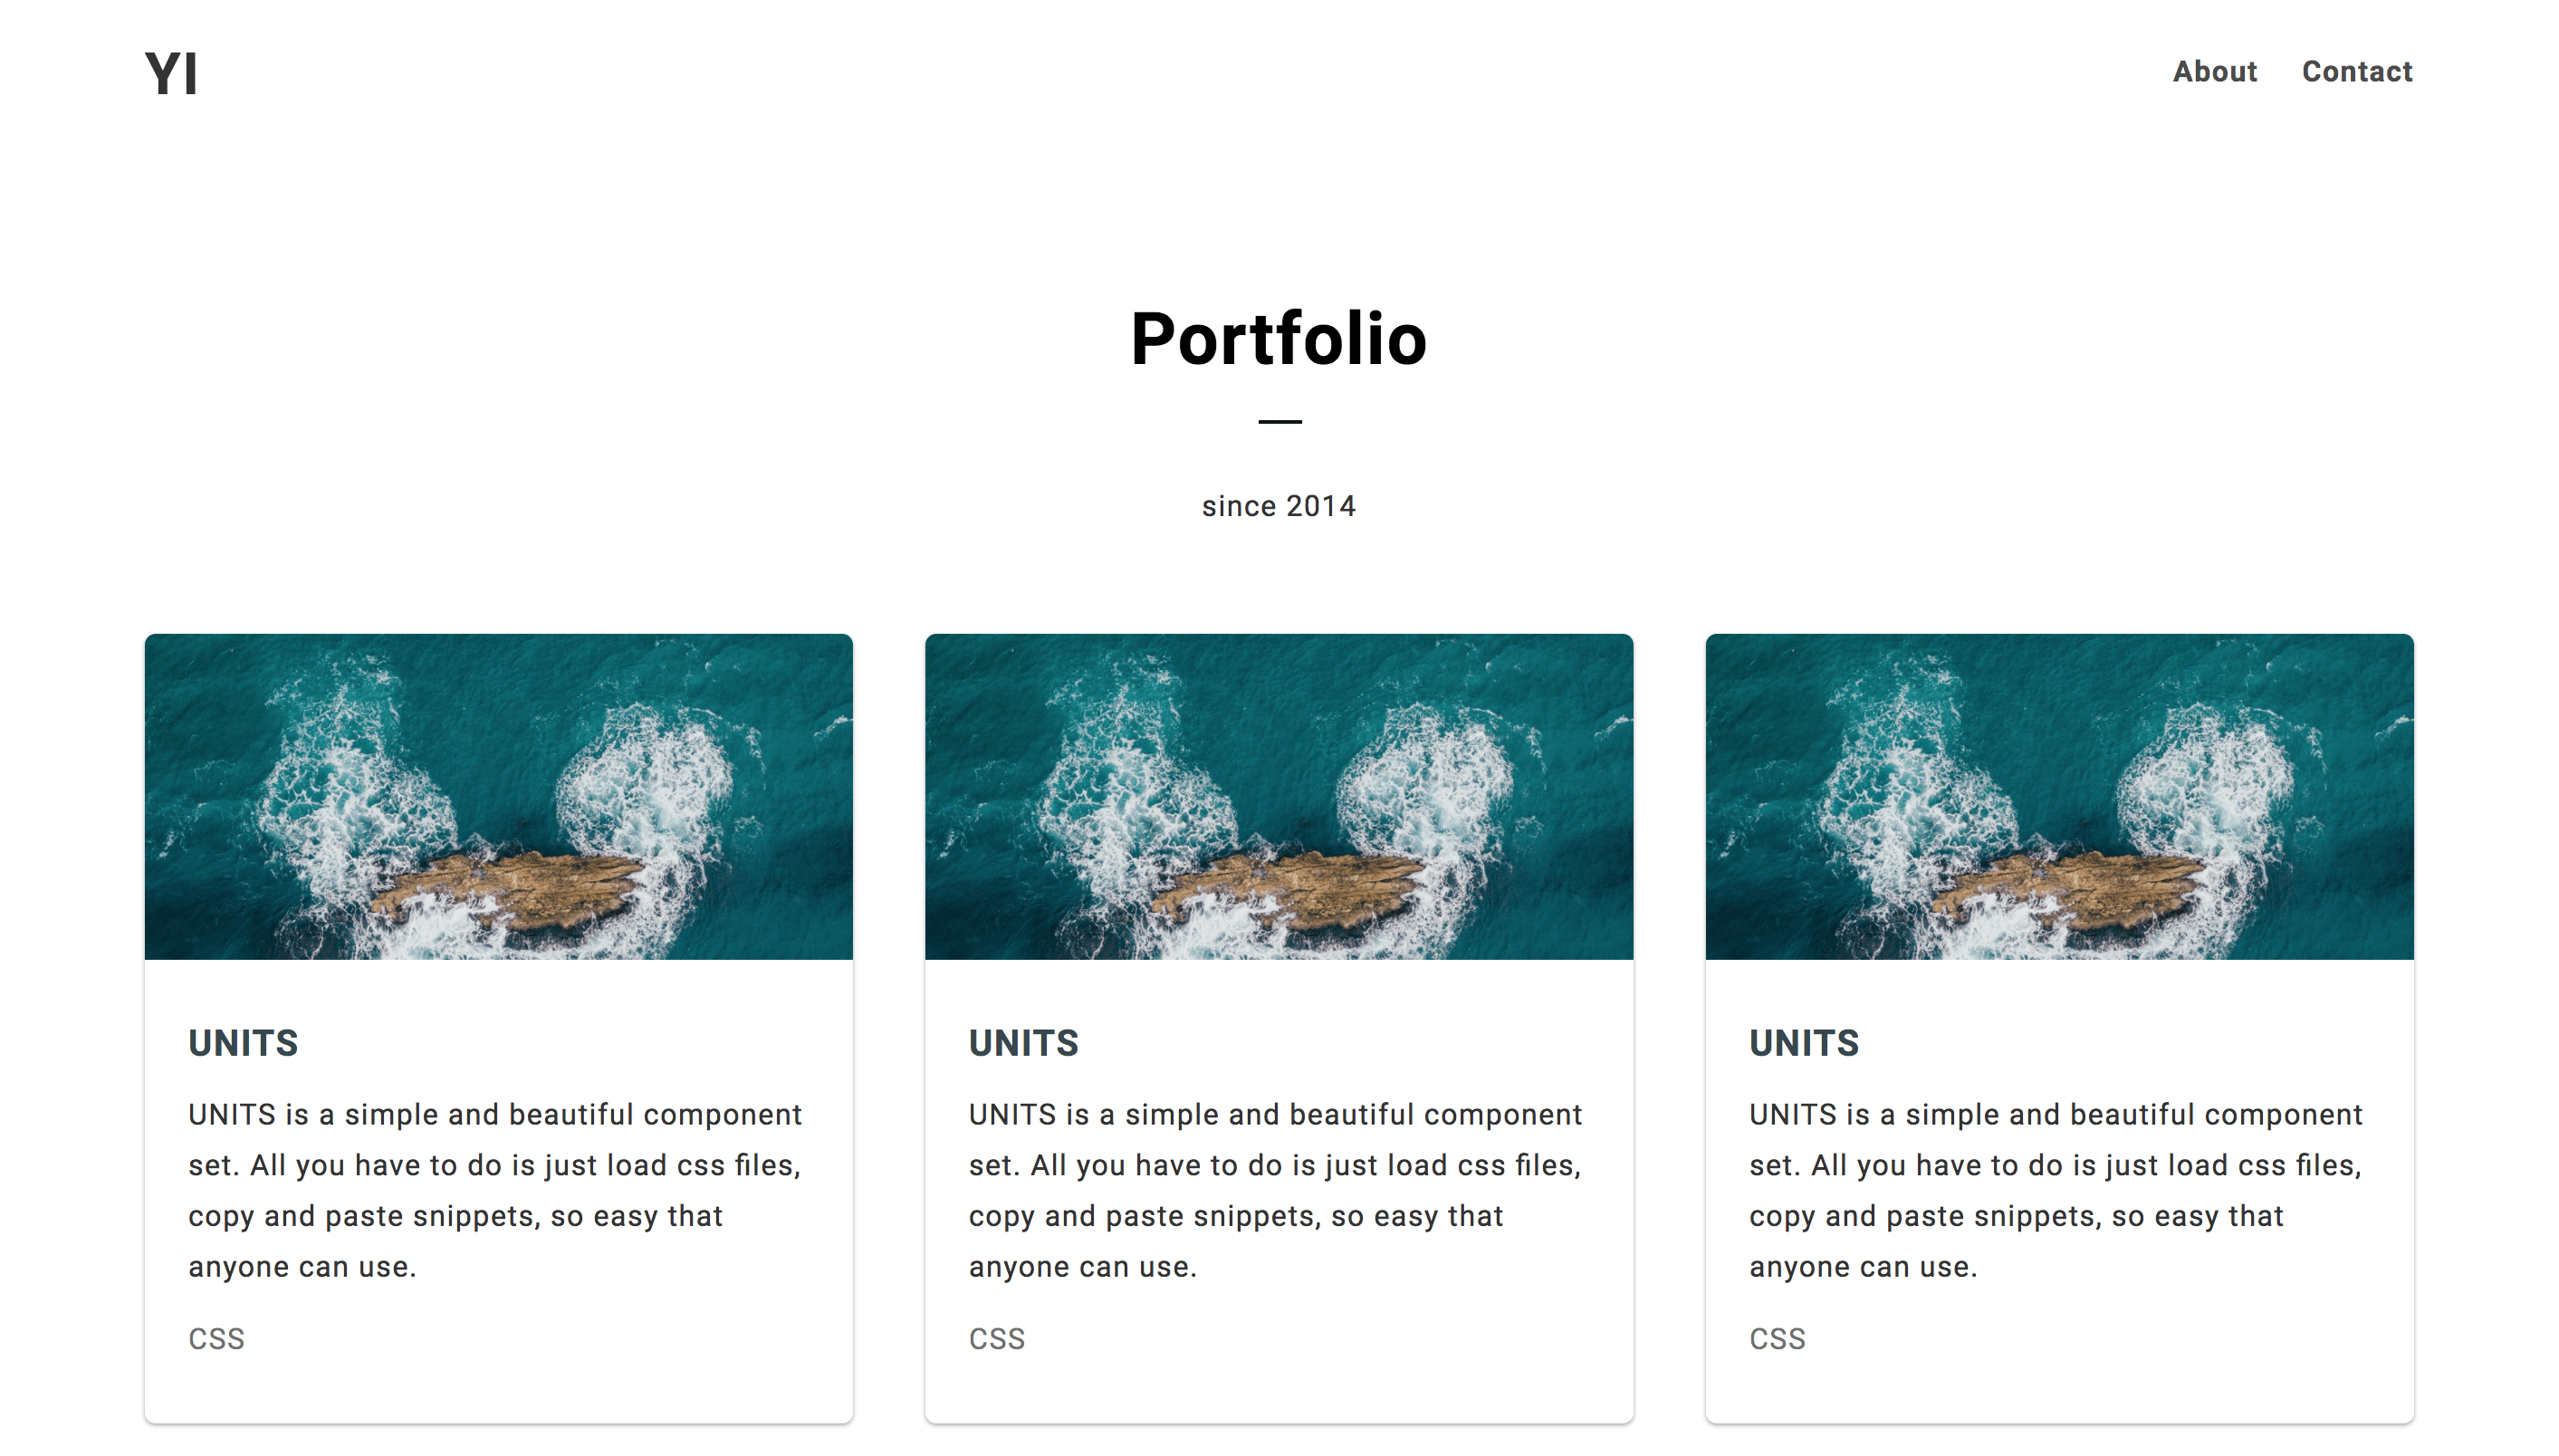 YI
About Contact
Portfolio
since 2014
UNITS
UNITS is a simple and beautiful component
set. All you have to do is just load css files,
copy and paste snippets, so easy that
anyone can use.
CSS
UNITS
UNITS is a simple and beautiful component
set. All you have to do is just load css files,
copy and paste snippets, so easy that
anyone can use.
CSS
UNITS
UNITS is a simple and beautiful component
set. All you have to do is just load css files,
copy and paste snippets, so easy that
anyone can use.
CSS